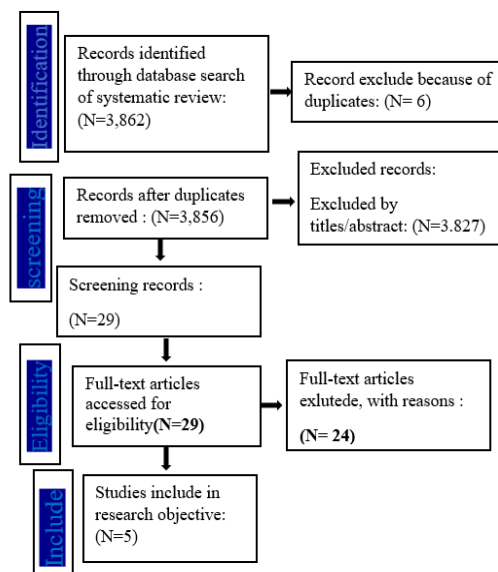 Identification
Records identified
through database search
of systematic review:
(N=3,862)
Record exclude because of
duplicates: (N= 6)
screening
Records after duplicates
removed : (N=3,856)
Excluded records:
Excluded by
titles/abstract: (N=3.827)
Screening records :
(N=29)
Eligibility
Full-text articles
accessed for
eligibility(N=29)
Full-text articles
exlutede, with reasons :
(N= 24)
Include
Studies include in
research objective:
(N=5)